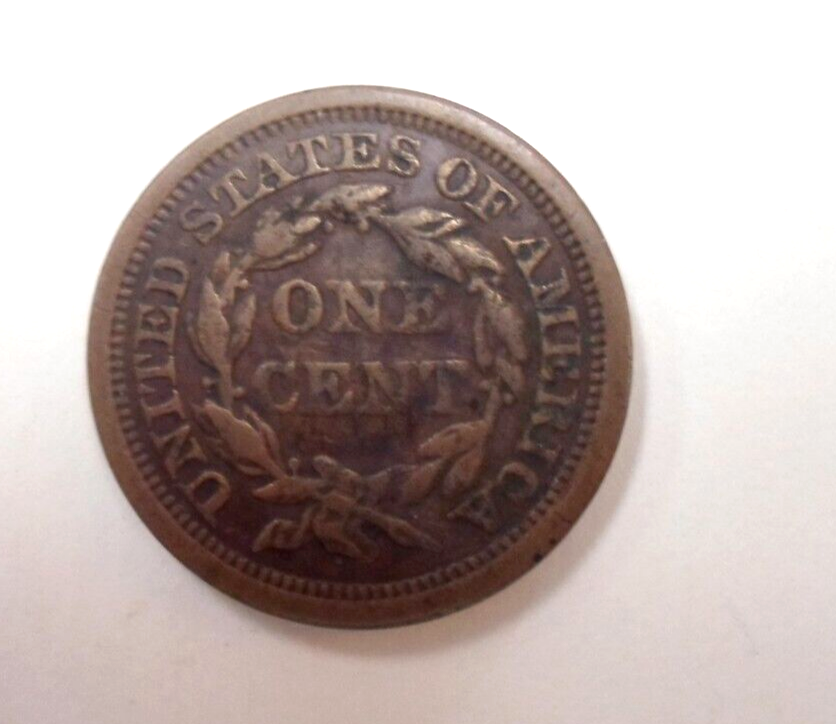 UNITED STATES OF AMERICA
ONE
CENT